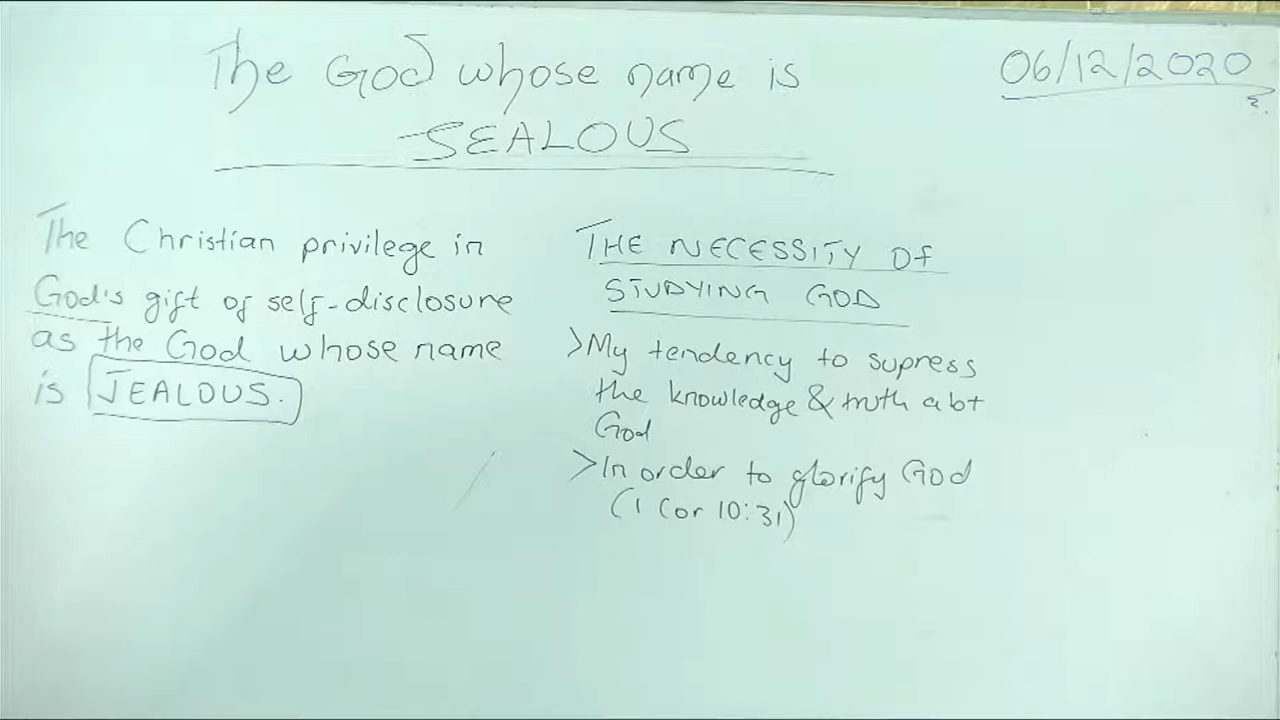 The God whose name is
JEALOUS
06/12/2020
The Christian privilege in
God's gift of self-disclosure
as the God whose name
is JEALOUS.
THE NECESSITY OF
STUDYING GOD
>My tendency to supress
the knowledge & truth abt
God
>In order to glorify God
(1 Cor 10:31)